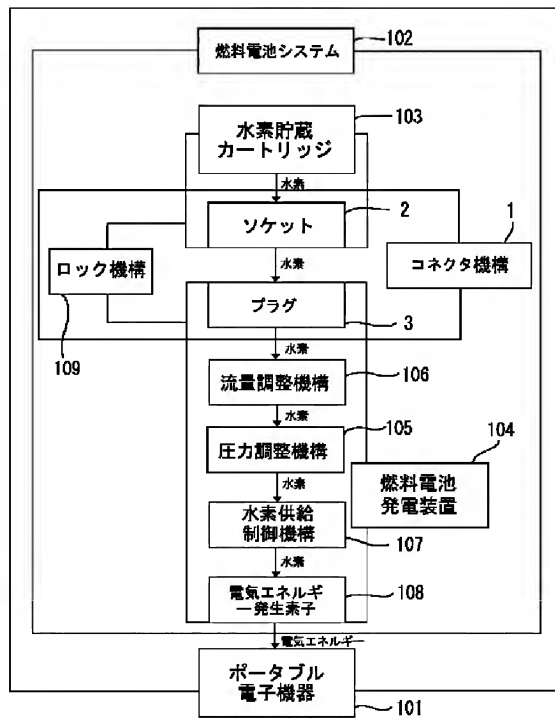 102
燃料電池システム
103
水素貯蔵
カートリッジ
水素
2
ソケット
1
ロック機構
水素
コネクタ機構
プラグ
109
3
水素
流量調整機構
106
水素
105
圧力調整機構
104
水素
燃料電池
発電装置
水素供給
制御機構
107
水素
電気エネルギ
ー発生素子
108
電気エネルギー
ポータブル
電子機器
101